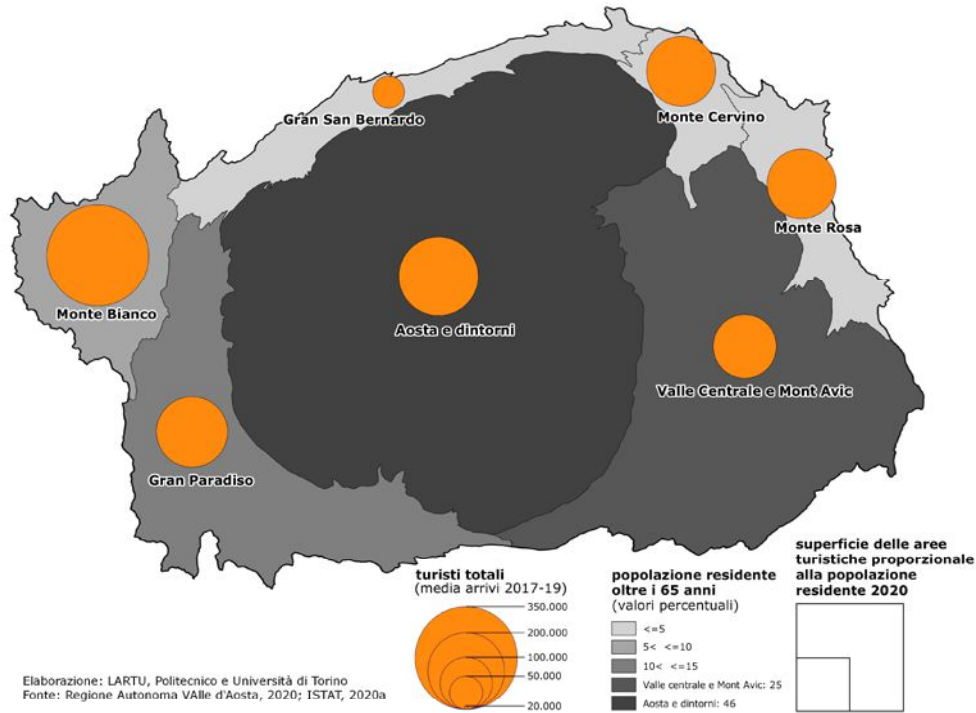 Gran San Bernardo
Monte Cervino
Monte Rosa
Monte Bianco
Aosta e dintorni
Valle Centrale e Mont Avic
Gran Paradiso
turisti totali
(media arrivi 2017-19)
350.000
200.000
100.000
50.000
20.000
popolazione residente
oltre i 65 anni
(valori percentuali)
<=5
5< <=10
10< <=15
Valle centrale e Mont Avic: 25
Aosta e dintorni: 46
superficie delle aree
turistiche proporzionale
alla popolazione
residente 2020
Elaborazione: LARTU, Politecnico e Università di Torino
Fonte: Regione Autonoma VAlle d'Aosta, 2020; ISTAT, 2020a